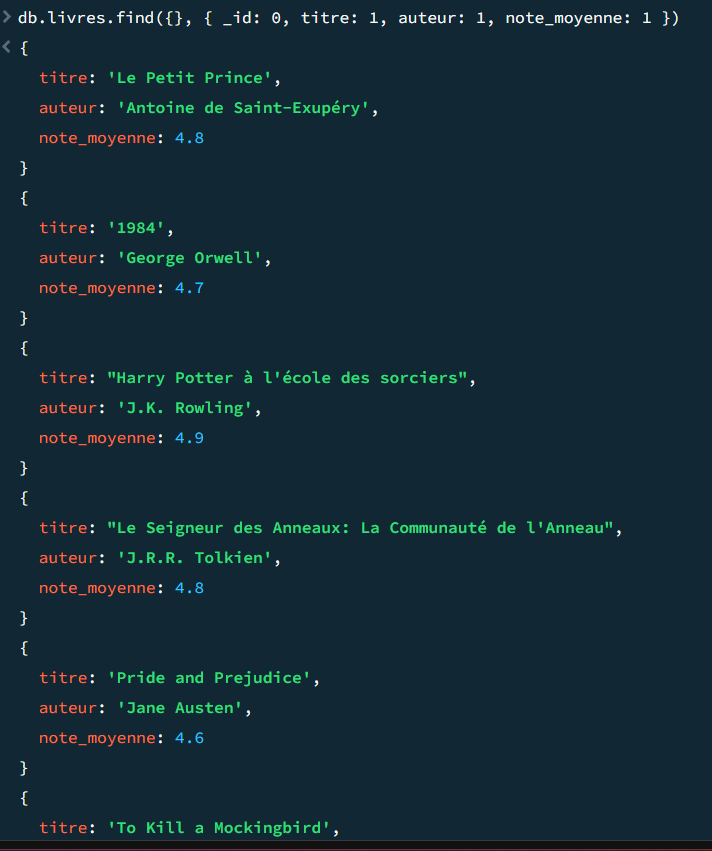 > db.livres.find({}, { _id: 0, titre: 1, auteur: 1, note_moyenne: 1 })
< {
titre: 'Le Petit Prince',
auteur: 'Antoine de Saint-Exupéry',
note_moyenne: 4.8
}
{
titre: '1984',
auteur: 'George Orwell',
note_moyenne: 4.7
}
{
titre: "Harry Potter à l'école des sorciers",
auteur: 'J.K. Rowling',
note_moyenne: 4.9
}
{
titre: "Le Seigneur des Anneaux: La Communauté de l'Anneau",
auteur: 'J.R.R. Tolkien',
note_moyenne: 4.8
}
{
titre: 'Pride and Prejudice',
auteur: 'Jane Austen',
note_moyenne: 4.6
}
{
titre: 'To Kill a Mockingbird',